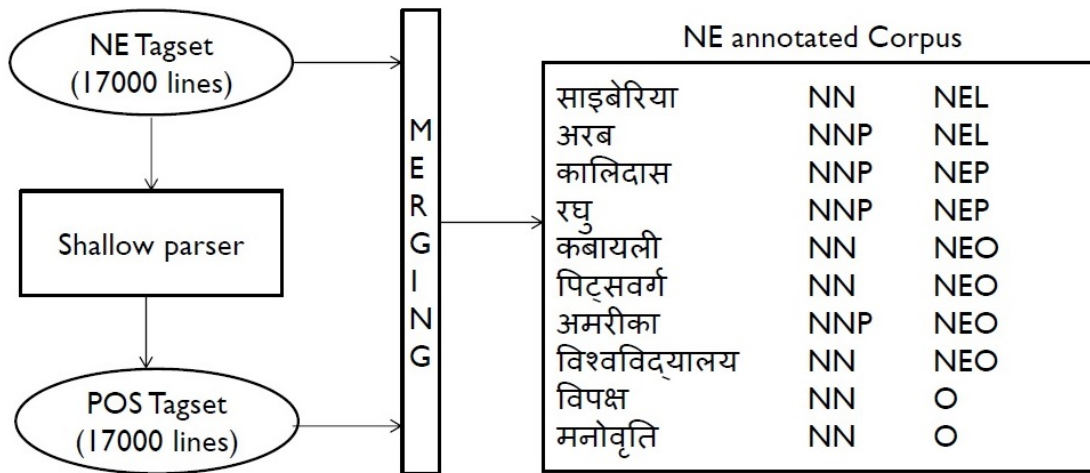 NE Tagset
(17000 lines)
Shallow parser
POS Tagset
(17000 lines)
MERGING
NE annotated Corpus
साइबेरिया NN NEL
अरब NNP NEL
कालिदास NNP NEP
रघु NNP NEP
कबायली NN NEO
पिट्सवर्ग NN NEO
अमरीका NNP NEO
विश्वविद्‌यालय NN NEO
विपक्ष NN O
मनोवृति NN O